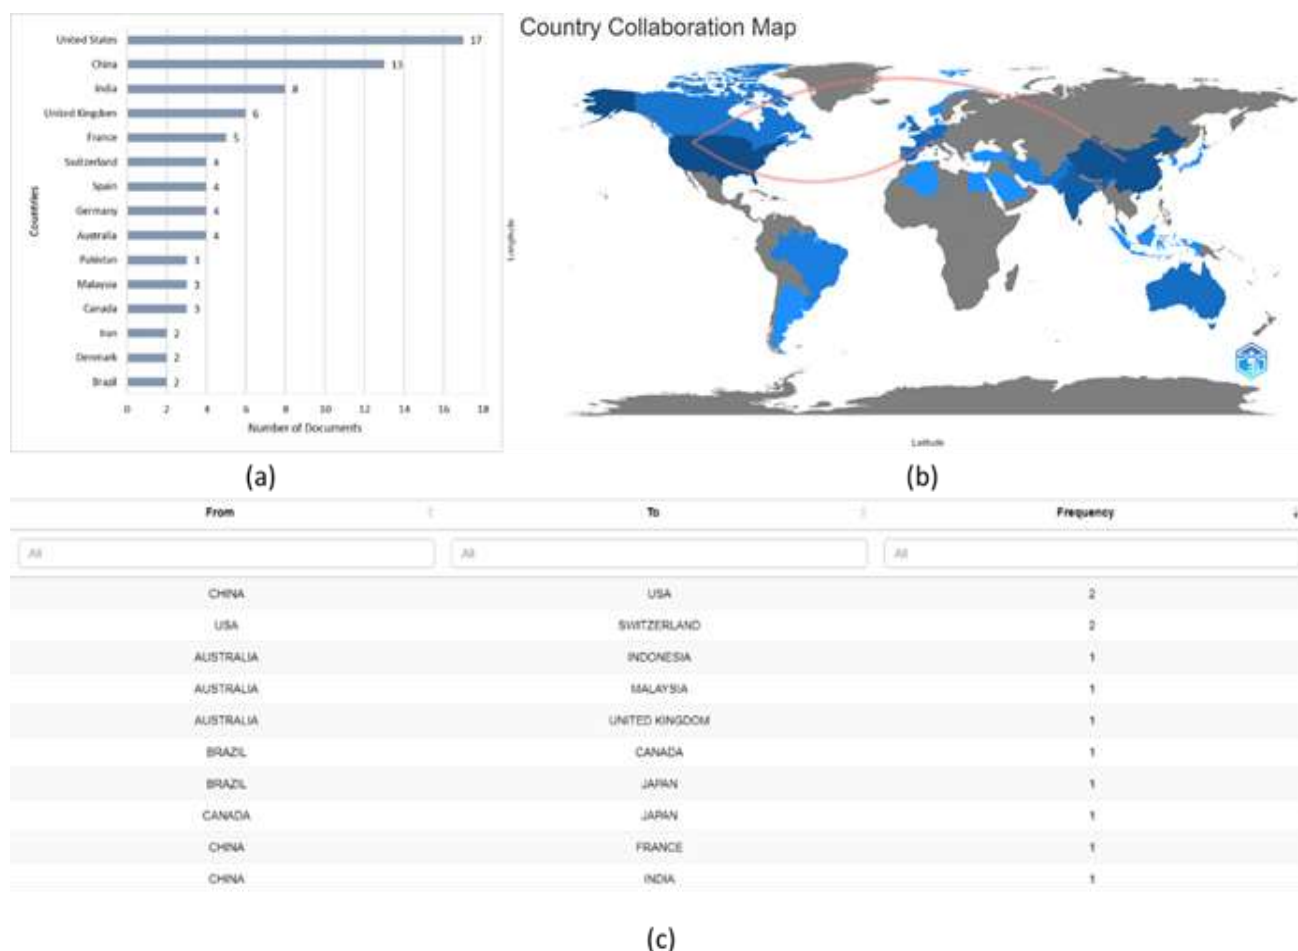 Country Collaboration Map
United States 17
China 13
India 8
United Kingdom 6
France 5
Switzerland 4
Spain 4
Germany 4
Australia 4
Pakistan 3
Malaysia 3
Canada 3
Iran 2
Denmark 2
Brazil 2
Countries
0 2 4 6 8 10 12 14 16 18
Number of Documents
Longitude
Latitude
(a) (b)
From To Frequency
All All All
CHINA USA 2
USA SWITZERLAND 2
AUSTRALIA INDONESIA 1
AUSTRALIA MALAYSIA 1
AUSTRALIA UNITED KINGDOM 1
BRAZIL CANADA 1
BRAZIL JAPAN 1
CANADA JAPAN 1
CHINA FRANCE 1
CHINA INDIA 1
(c)